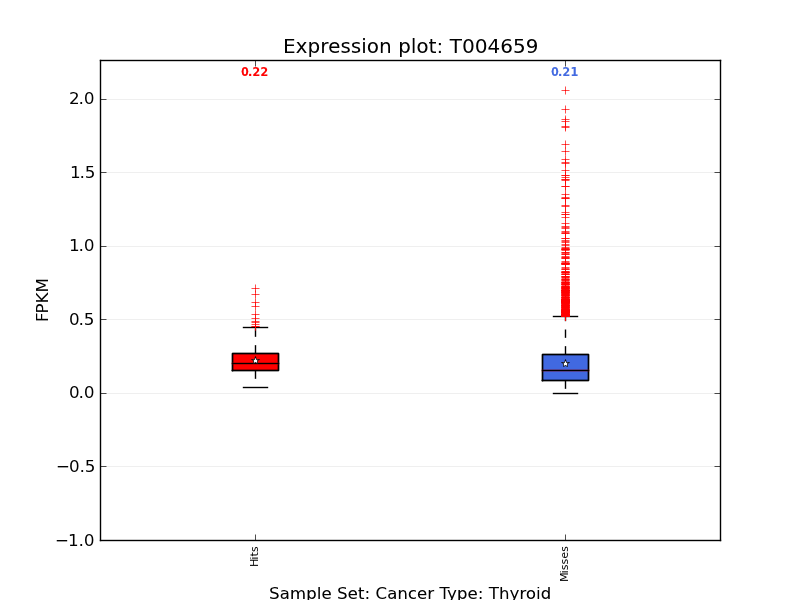 Expression plot: T004659
0.22
0.21
2.0
1.5
1.0
0.5
0.0
−0.5
−1.0
FPKM
Hits
Misses
Sample Set: Cancer Type: Thyroid